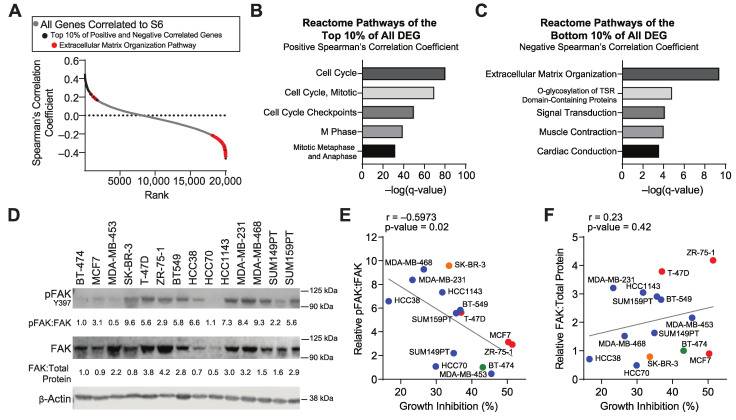 A
All Genes Correlated to S6
Top 10% of Positive and Negative Correlated Genes
Extracellular Matrix Organization Pathway
Spearman's Correlation
Coefficient
0.6
0.4
0.2
0.0
−0.2
−0.4
5000
10,000
15,000
20,000
Rank
B
Reactome Pathways of the
Top 10% of All DEG
Positive Spearman's Correlation Coefficient
Cell Cycle
Cell Cycle, Mitotic
Cell Cycle Checkpoints
M Phase
Mitotic Metaphase
and Anaphase
0 20 40 60 80 100
−log(q-value)
C
Reactome Pathways of the
Bottom 10% of All DEG
Negative Spearman's Correlation Coefficient
Extracellular Matrix Organization
O-glycosylation of TSR
Domain-Containing Proteins
Signal Transduction
Muscle Contraction
Cardiac Conduction
0 2 4 6 8 10
−log(q-value)
D
BT-474
MCF7
MDA-MB-453
SK-BR-3
T-47D
ZR-75-1
BT549
HCC38
HCC70
HCC1143
MDA-MB-231
MDA-MB-468
SUM149PT
SUM159PT
pFAK
Y397
125 kDa
90 kDa
pFAK:FAK 1.0 3.1 0.5 9.6 5.6 2.9 5.8 6.6 1.1 7.3 8.4 9.3 2.2 5.6
FAK
125 kDa
90 kDa
FAK:Total
Protein
1.0 0.9 2.2 0.8 3.8 4.2 2.8 0.7 0.5 3.0 3.2 1.5 1.6 2.9
β-Actin
38 kDa
E
r = −0.5973
p-value = 0.02
Relative pFAK:tFAK
12
10
8
6
4
2
0
MDA-MB-468
SK-BR-3
MDA-MB-231
HCC1143
HCC38
BT-549
SUM159PT
T-47D
MCF7
SUM149PT
ZR-75-1
HCC70
BT-474
MDA-MB-453
20 30 40 50
Growth Inhibition (%)
F
r = 0.23
p-value = 0.42
Relative FAK:Total Protein
5
4
3
2
1
0
ZR-75-1
T-47D
MDA-MB-231
HCC1143
SUM159PT
BT-549
MDA-MB-453
MDA-MB-468
SUM149PT
BT-474
HCC38
SK-BR-3
MCF7
HCC70
20 30 40 50
Growth Inhibition (%)